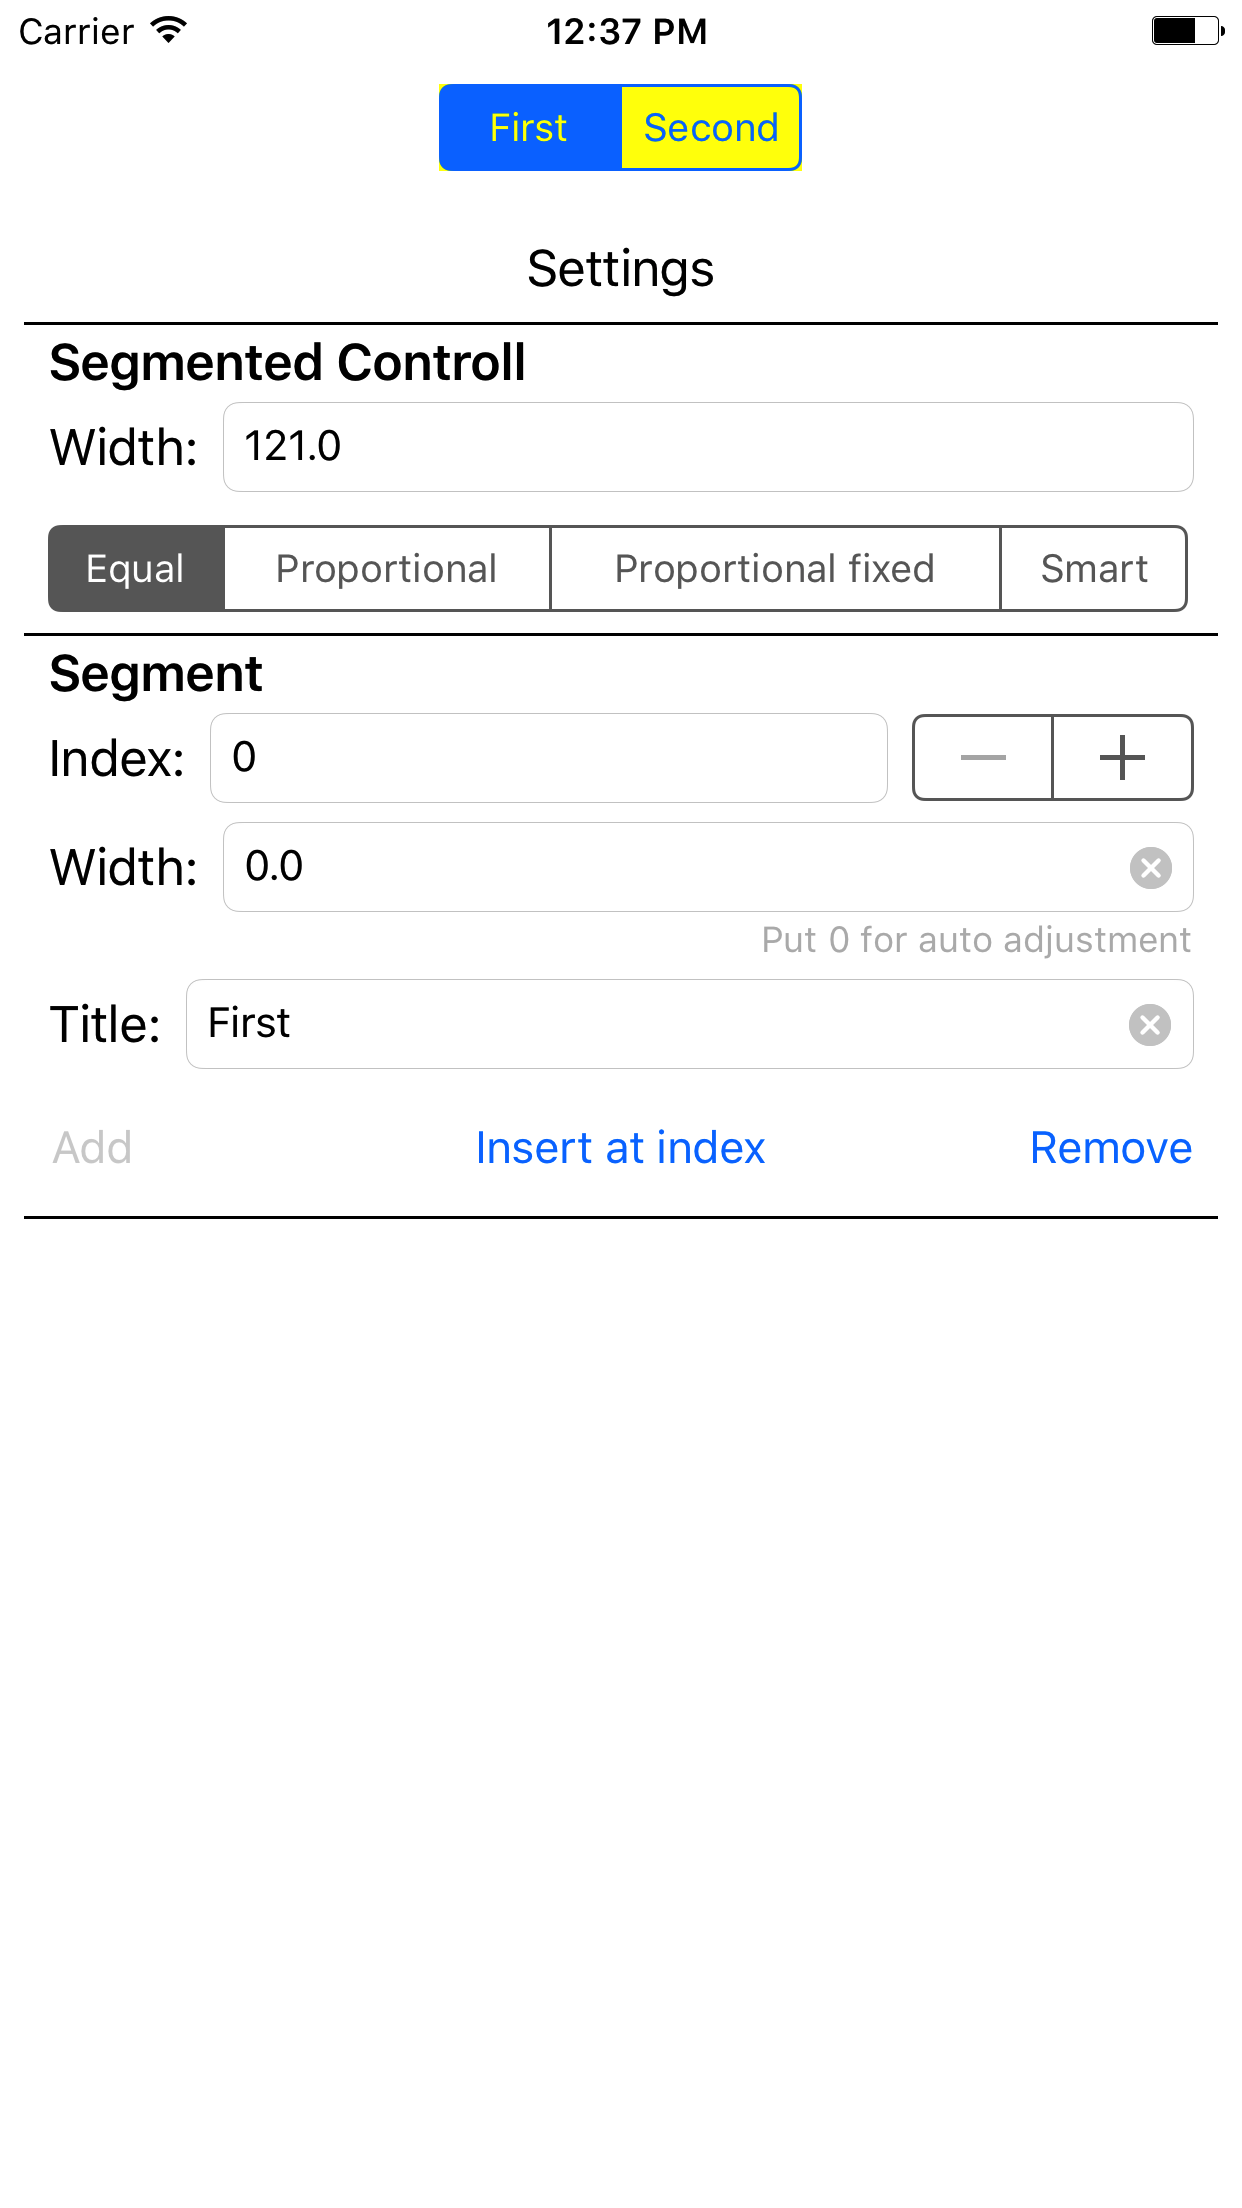 Carrier 12:37 PM
First Second
Settings
Segmented Controll
Width: 121.0
Equal Proportional Proportional fixed Smart
Segment
Index: 0 — +
Width: 0.0
Put 0 for auto adjustment
Title: First
Add Insert at index Remove